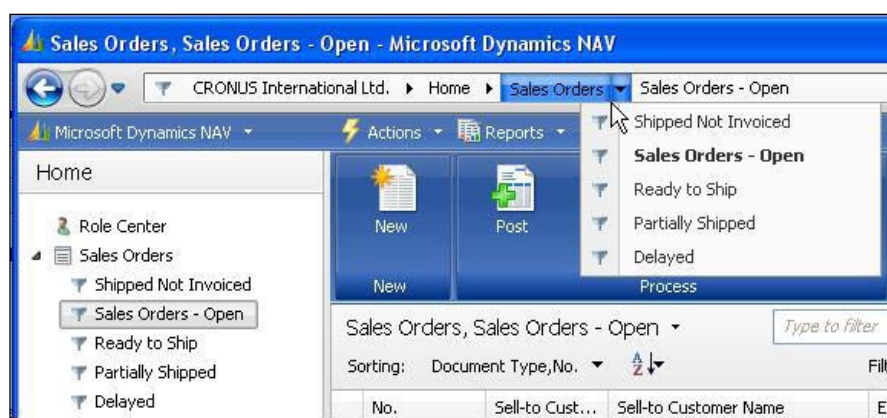 Sales Orders, Sales Orders - Open - Microsoft Dynamics NAV
CRONUS International Ltd. Home Sales Orders Sales Orders - Open
Microsoft Dynamics NAV Actions Reports
Shipped Not Invoiced
Sales Orders - Open
Ready to Ship
Partially Shipped
Delayed
Home
Role Center
Sales Orders
Shipped Not Invoiced
Sales Orders - Open
Ready to Ship
Partially Shipped
Delayed
New Post
New Process
Sales Orders, Sales Orders - Open Type to filter
Sorting: Document Type,No. A Z
No. Sell-to Cust... Sell-to Customer Name